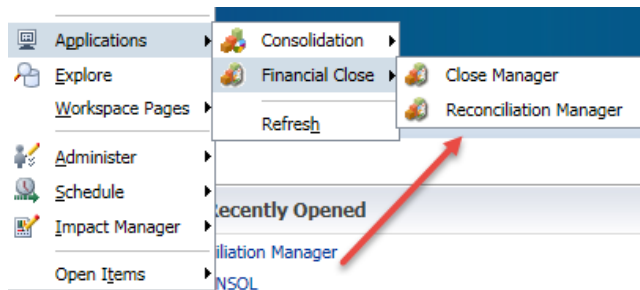 Applications
Consolidation
Explore
Financial Close
Close Manager
Workspace Pages
Reconciliation Manager
Refresh
Administer
Schedule
Recently Opened
Impact Manager
iliation Manager
Open Items
NSOL